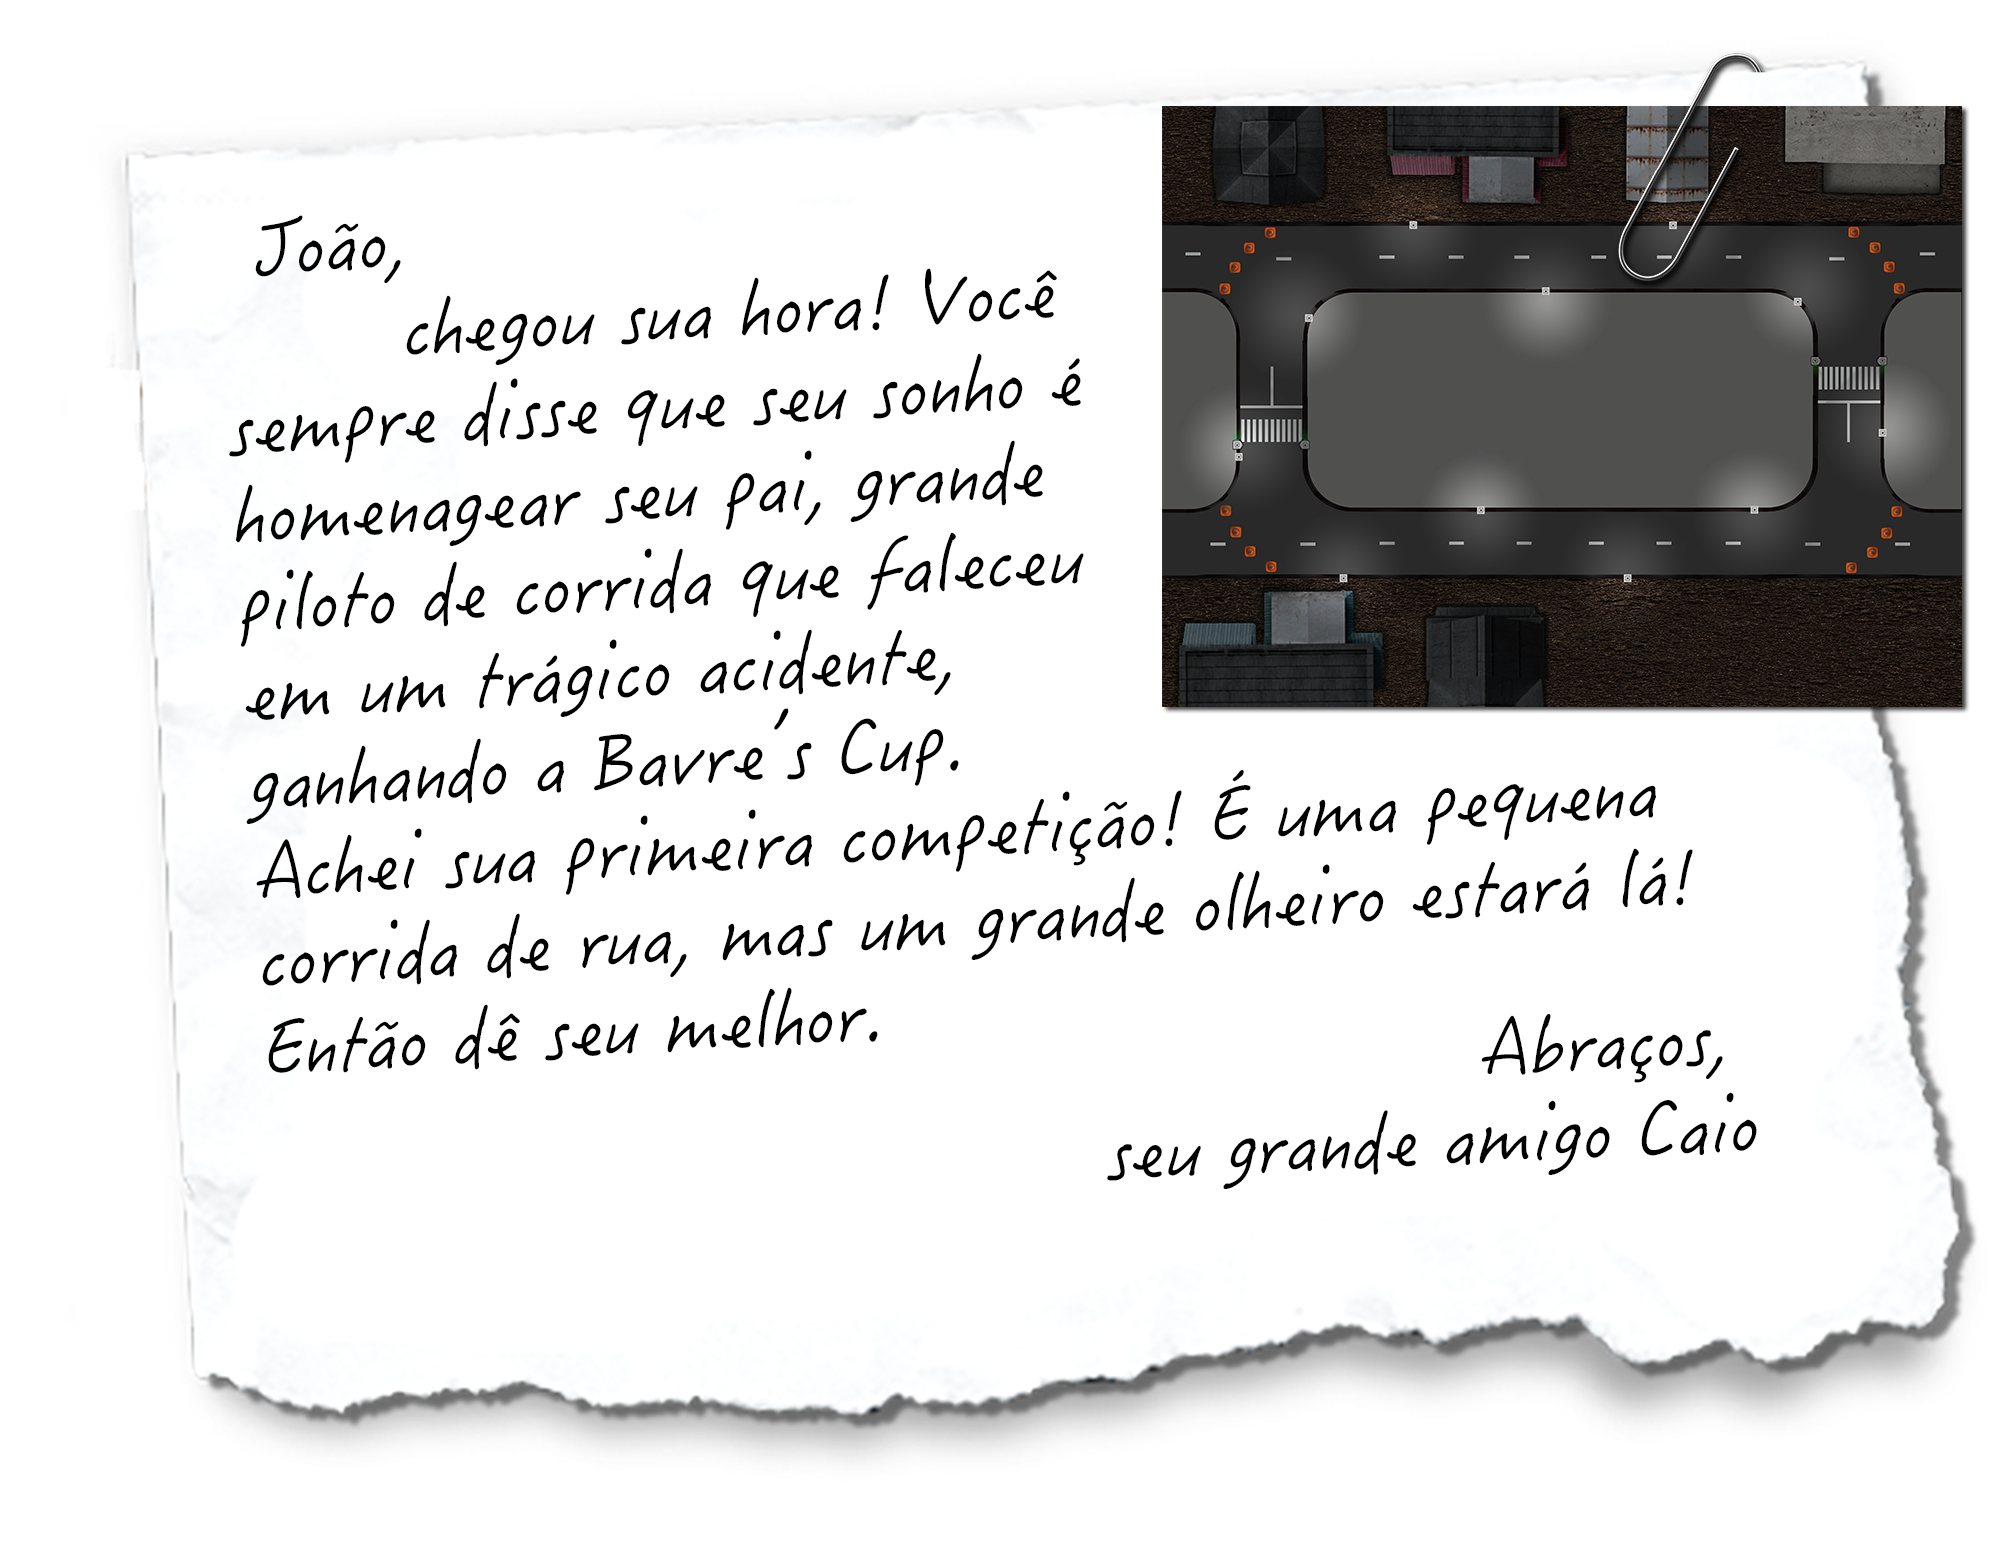 João,
chegou sua hora! Você
sempre disse que seu sonho é
homenagear seu pai, grande
piloto de corrida que faleceu
em um trágico acidente,
ganhando a Bavre's Cup.
Achei sua primeira competição! É uma pequena
corrida de rua, mas um grande olheiro estará lá!
Então dê seu melhor.
Abraços,
seu grande amigo Caio